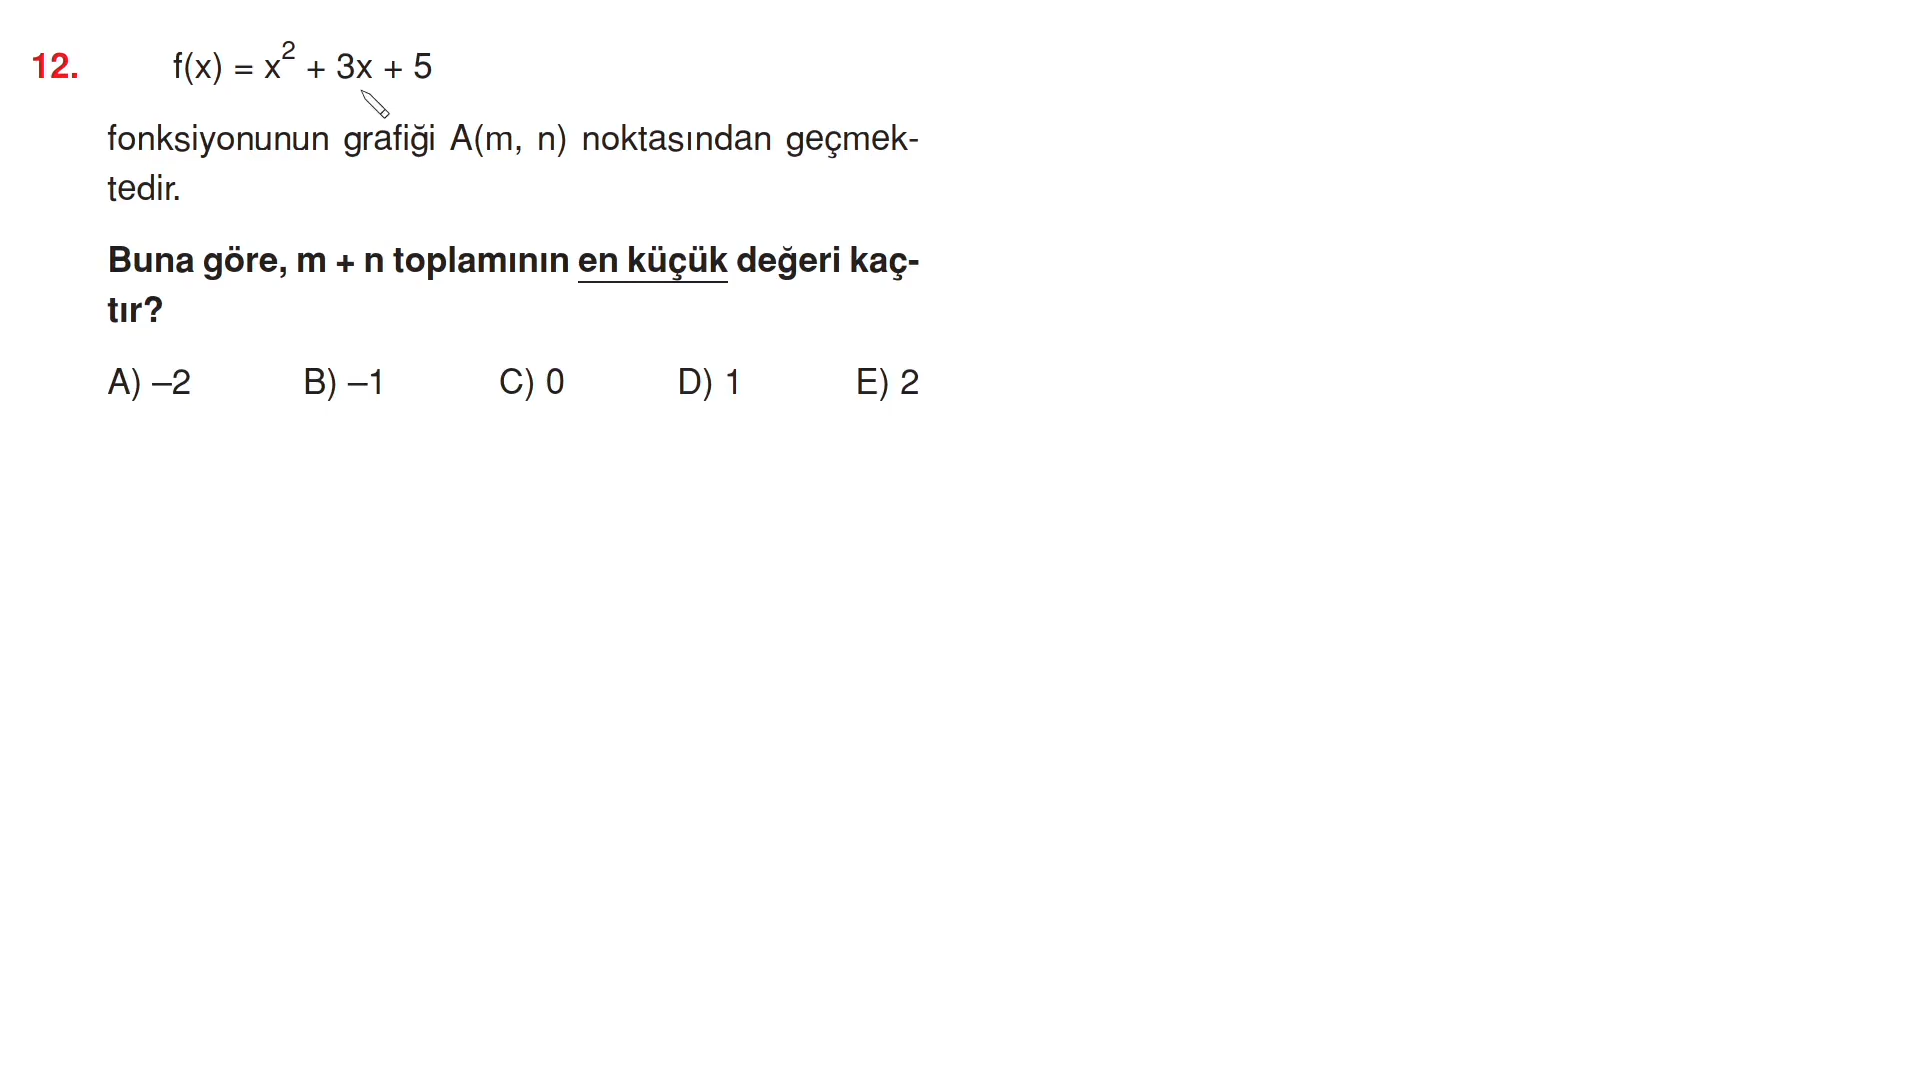 12. f(x) = x² + 3x + 5
fonksiyonunun grafiği A(m, n) noktasından geçmek-
tedir.
Buna göre, m + n toplamının en küçük değeri kaç-
tır?
A) –2 B) –1 C) 0 D) 1 E) 2